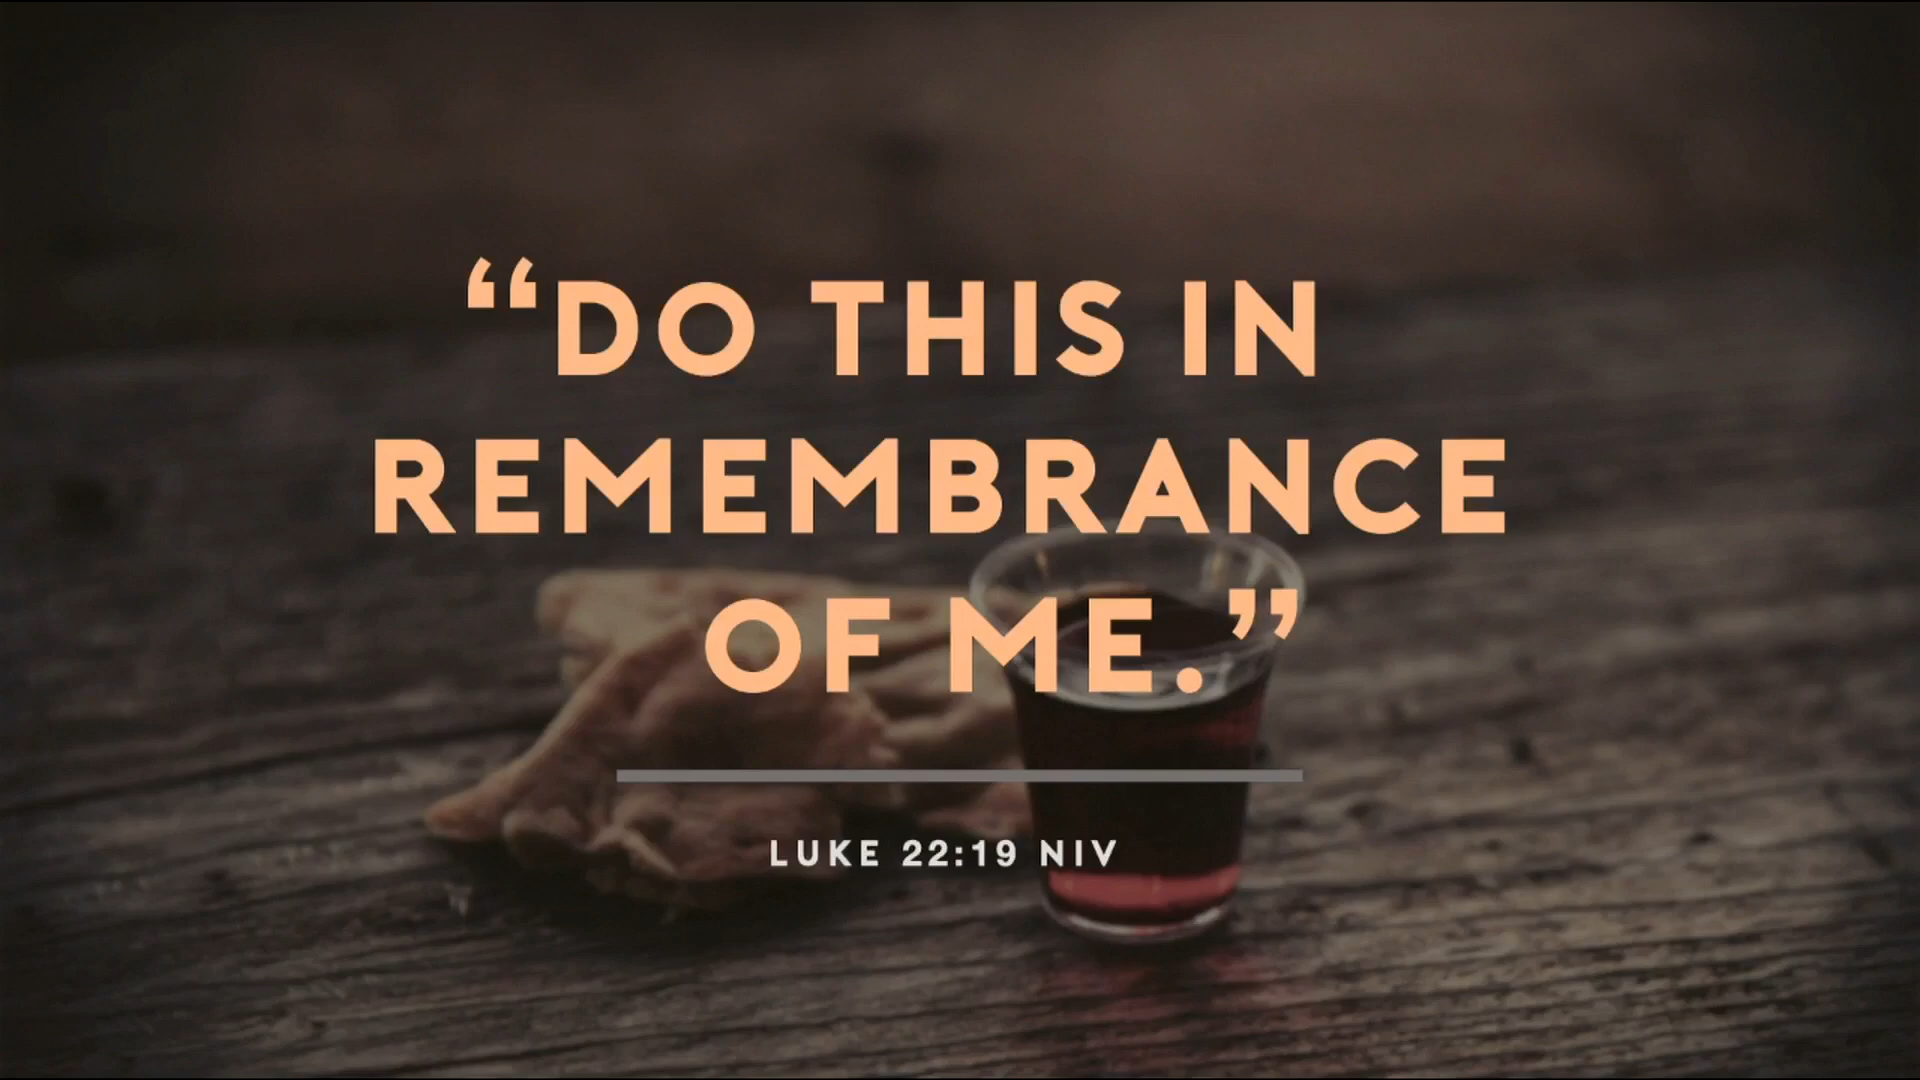 “DO THIS IN
REMEMBRANCE
OF ME.”
LUKE 22:19 NIV